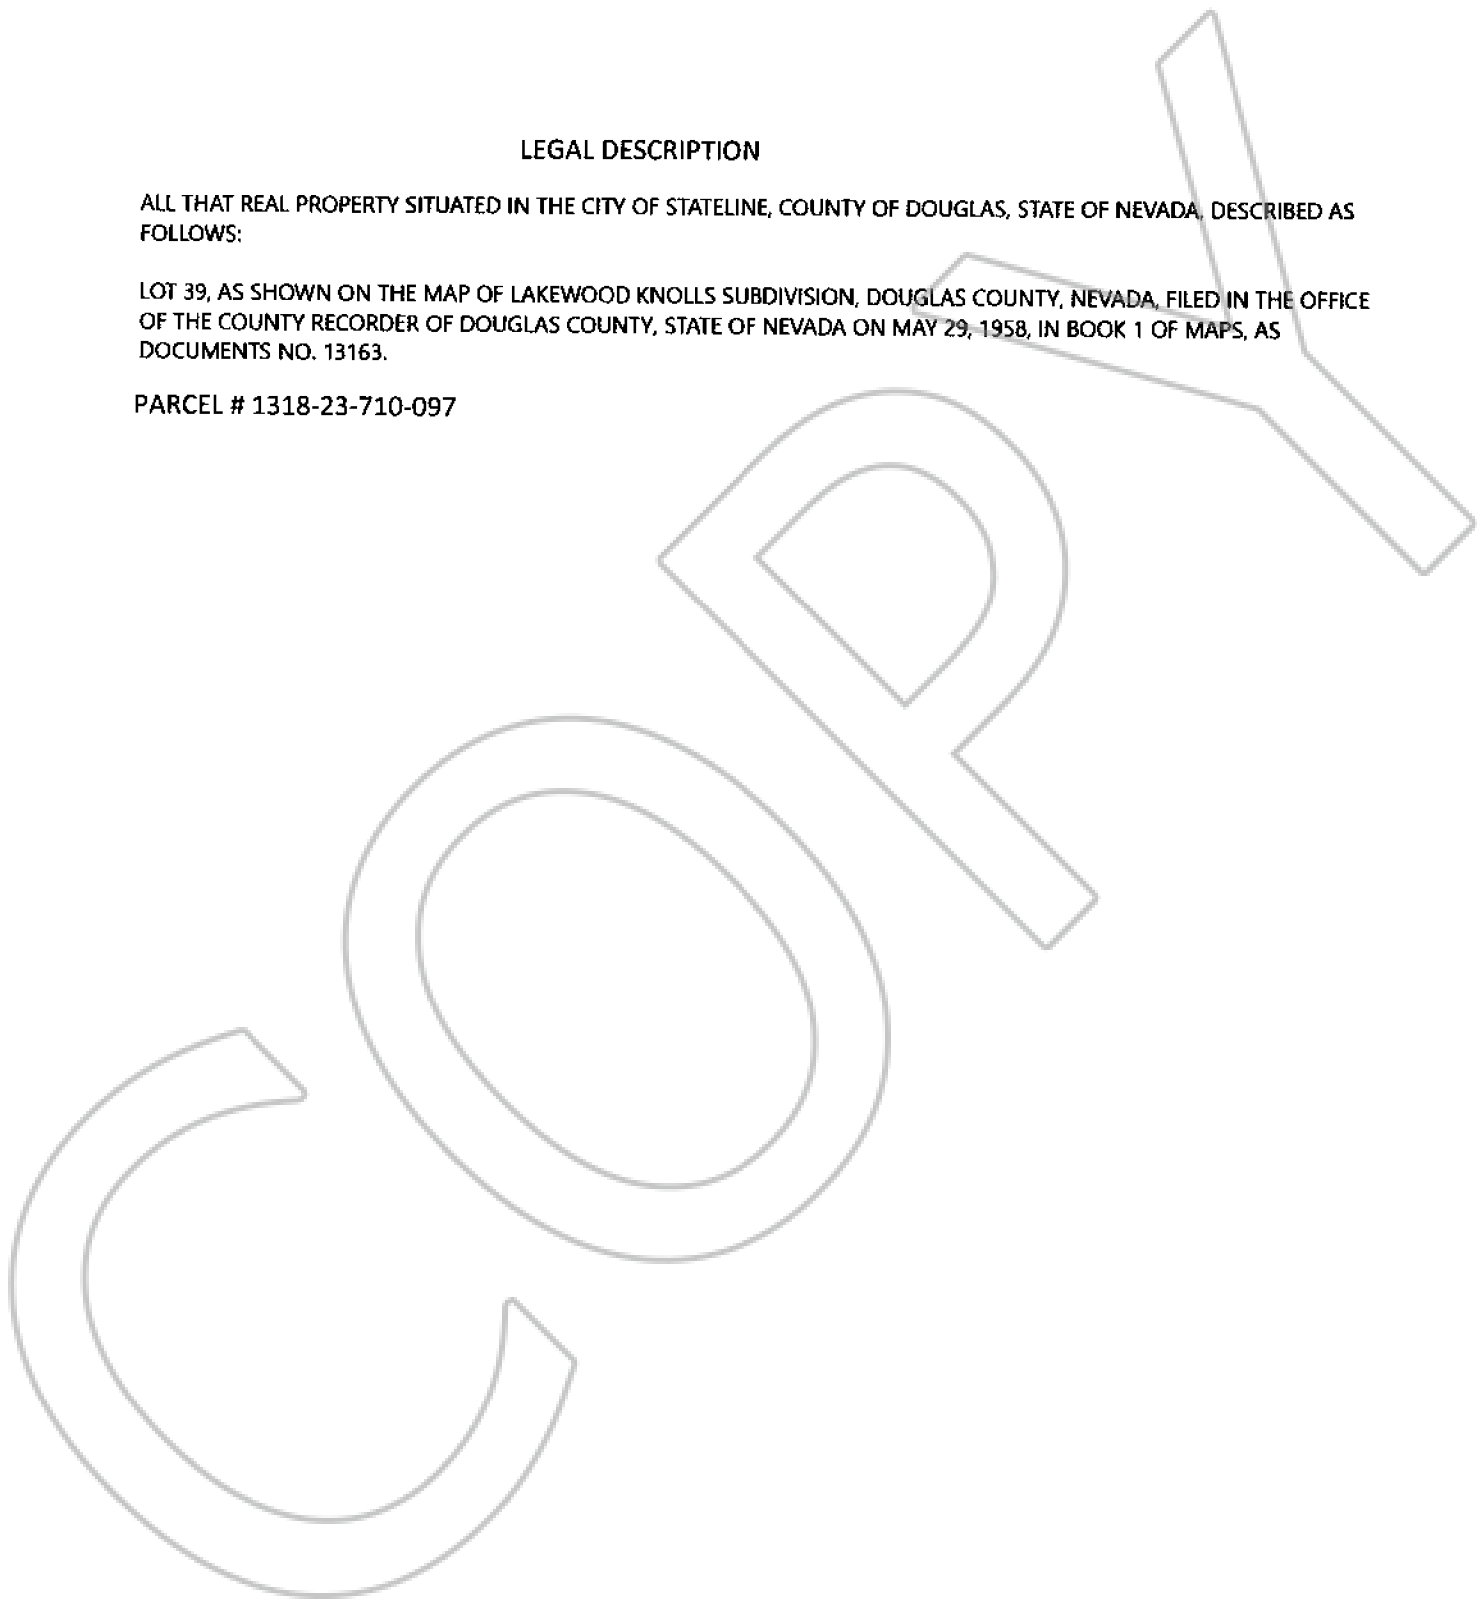 LEGAL DESCRIPTION
ALL THAT REAL PROPERTY SITUATED IN THE CITY OF STATELINE, COUNTY OF DOUGLAS, STATE OF NEVADA, DESCRIBED AS
FOLLOWS:
LOT 39, AS SHOWN ON THE MAP OF LAKEWOOD KNOLLS SUBDIVISION, DOUGLAS COUNTY, NEVADA, FILED IN THE OFFICE
OF THE COUNTY RECORDER OF DOUGLAS COUNTY, STATE OF NEVADA ON MAY 29, 1958, IN BOOK 1 OF MAPS, AS
DOCUMENTS NO. 13163.
PARCEL # 1318-23-710-097
COPY